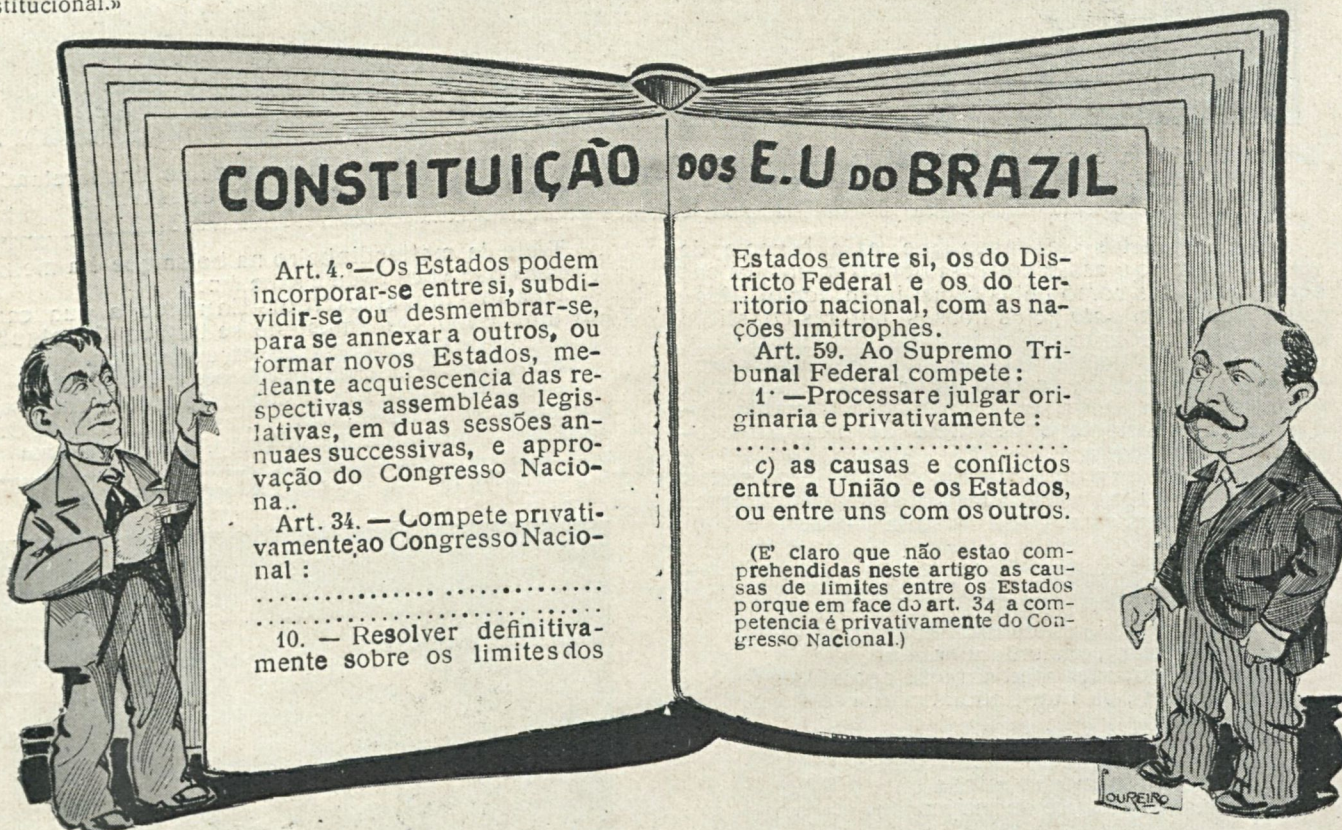 stitucional.»
CONSTITUIÇÃO DOS E.U DO BRAZIL
Art. 4.º—Os Estados podem
incorporar-se entre si, subdi-
vidir-se ou desmembrar-se,
para se annexar a outros, ou
formar novos Estados, me-
deante acquiescencia das re-
spectivas assembléas legis-
lativas, em duas sessões an-
nuaes successivas, e appro-
vação do Congresso Nacio-
na..
Art. 34. — Compete privati-
vamente ao Congresso Nacio-
nal :
......................................
......................................
10. — Resolver definitiva-
mente sobre os limites dos
Estados entre si, os do Dis-
tricto Federal e os do ter-
ritorio nacional, com as na-
ções limitrophes.
Art. 59. Ao Supremo Tri-
bunal Federal compete :
1· —Processar e julgar ori-
ginaria e privativamente :
......................................
c) as causas e conflictos
entre a União e os Estados,
ou entre uns com os outros.
(E' claro que não estao com-
prehendidas neste artigo as cau-
sas de limites entre os Estados
porque em face do art. 34 a com-
petencia é privativamente do Con-
gresso Nacional.)
LOUREIRO